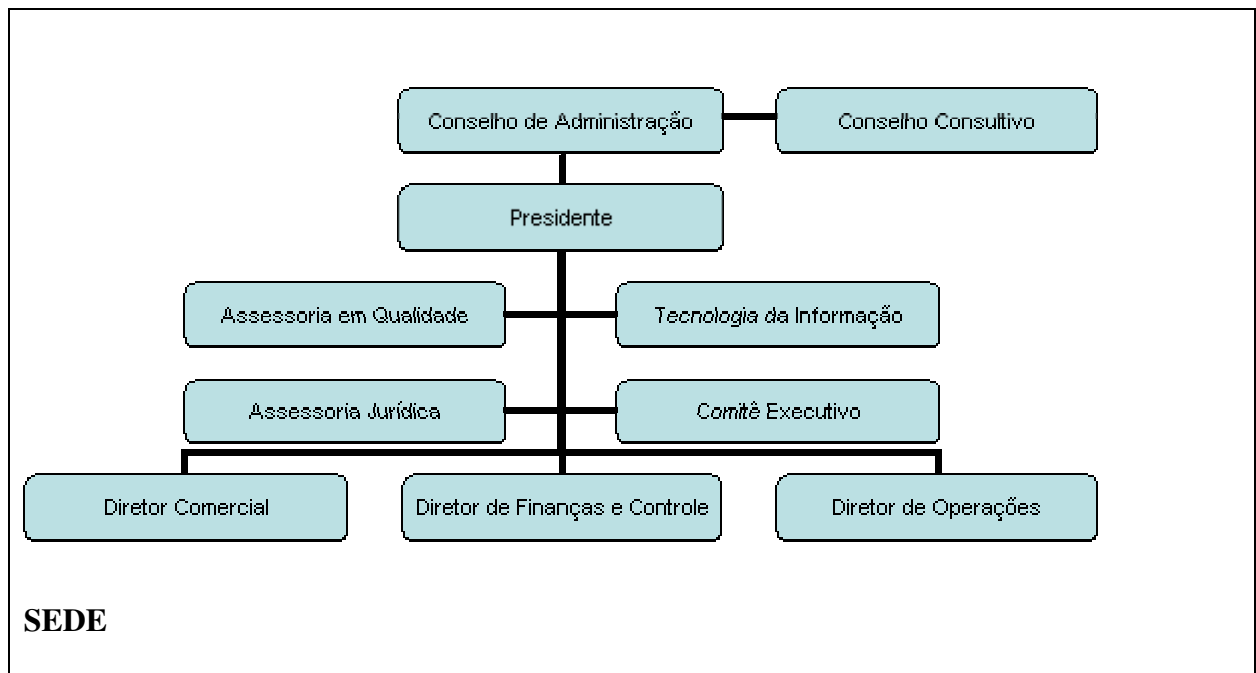 Conselho de Administração
Conselho Consultivo
Presidente
Assessoria em Qualidade
Tecnologia da Informação
Assessoria Jurídica
Comitê Executivo
Diretor Comercial
Diretor de Finanças e Controle
Diretor de Operações
SEDE